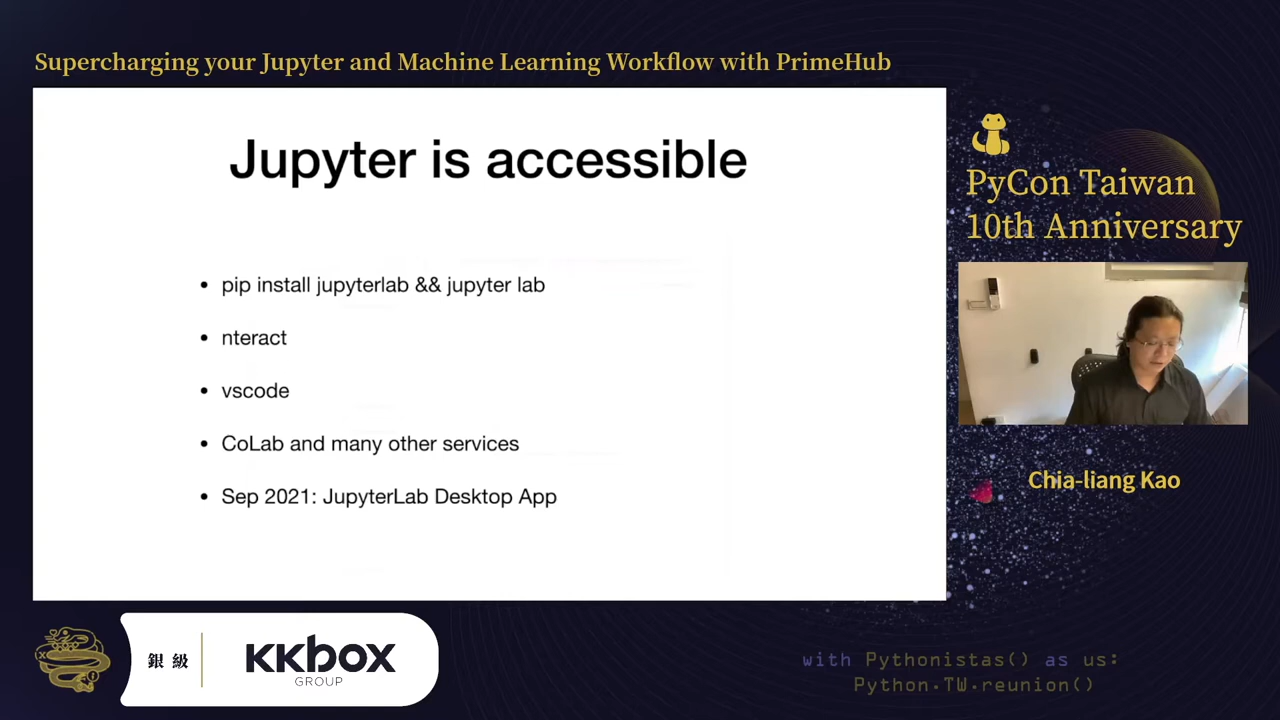 Supercharging your Jupyter and Machine Learning Workflow with PrimeHub
Jupyter is accessible
• pip install jupyterlab && jupyter lab
• nteract
• vscode
• CoLab and many other services
• Sep 2021: JupyterLab Desktop App
PyCon Taiwan
10th Anniversary
Chia-liang Kao
銀級
KKBOX
GROUP
with Pythonistas() as us:
Python.TW.reunion()